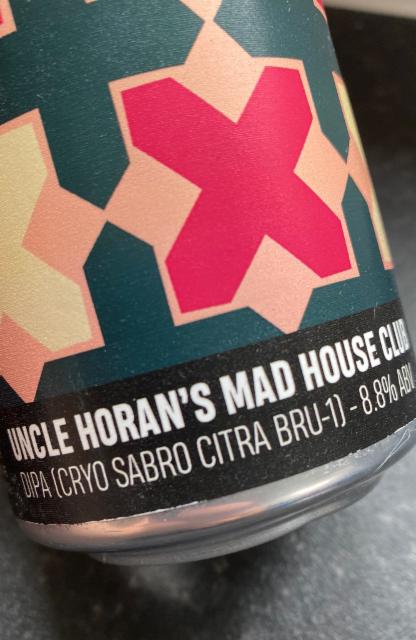 UNCLE HORAN'S MAD HOUSE CLUB
DIPA (CRYO SABRO CITRA BRU-1) - 8.8% ABV